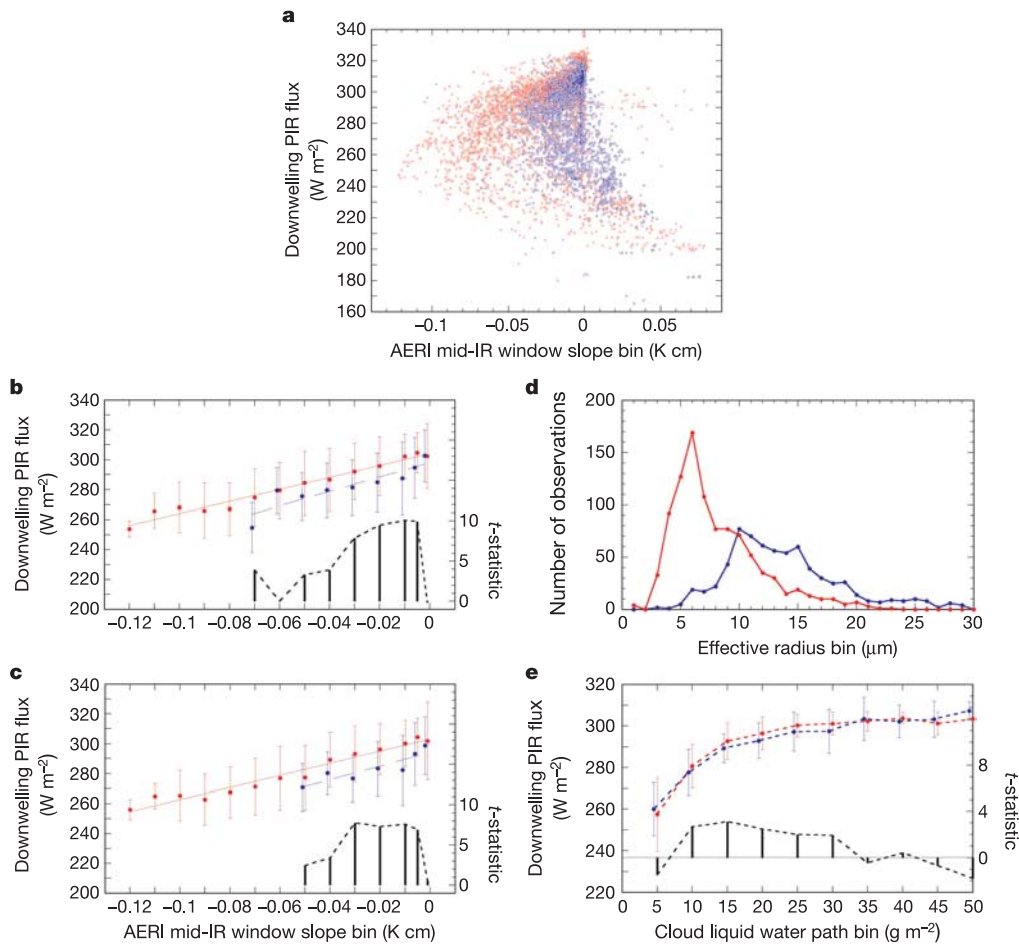 a
340
320
300
280
260
240
220
200
180
160
Downwelling PIR flux
(W m−2)
−0.1 −0.05 0 0.05
AERI mid-IR window slope bin (K cm)
b
340
320
300
280
260
240
220
200
Downwelling PIR flux
(W m−2)
10
5
0
t-statistic
−0.12 −0.1 −0.08 −0.06 −0.04 −0.02 0
c
340
320
300
280
260
240
220
200
Downwelling PIR flux
(W m−2)
10
5
0
t-statistic
−0.12 −0.1 −0.08 −0.06 −0.04 −0.02 0
AERI mid-IR window slope bin (K cm)
d
200
150
100
50
0
Number of observations
0 5 10 15 20 25 30
Effective radius bin (μm)
e
320
300
280
260
240
220
Downwelling PIR flux
(W m−2)
8
4
0
t-statistic
0 5 10 15 20 25 30 35 40 45 50
Cloud liquid water path bin (g m−2)